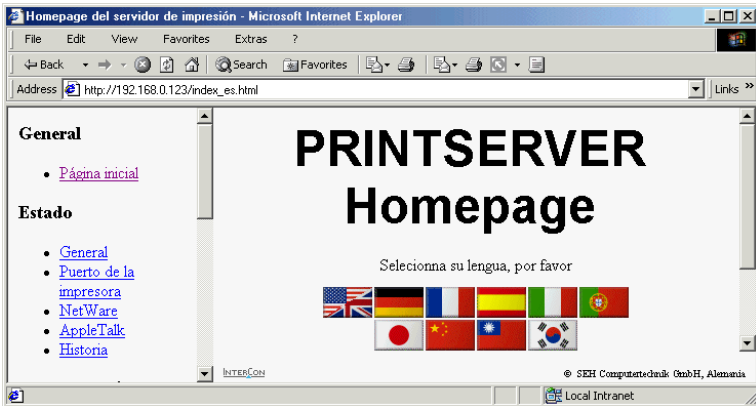 Homepage del servidor de impresión - Microsoft Internet Explorer
File Edit View Favorites Extras ?
Back Search Favorites
Address http://192.168.0.123/index_es.html Links »
General
Página inicial
Estado
General
Puerto de la
impresora
NetWare
AppleTalk
Historia
PRINTSERVER
Homepage
Selecionna su lengua, por favor
INTERCON
© SEH Computertechnik GmbH, Alemania
Local Intranet